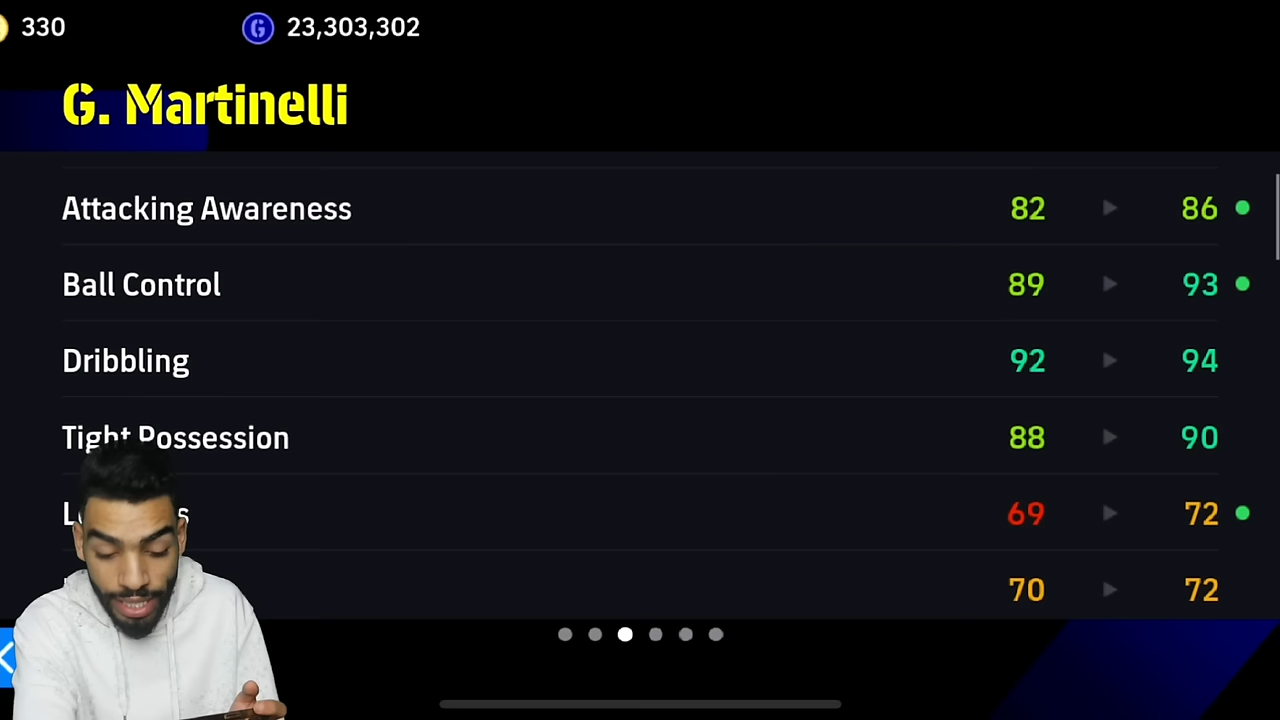 330
G 23,303,302
G. Martinelli
Attacking Awareness 82 86
Ball Control 89 93
Dribbling 92 94
Tight Possession 88 90
69 72
70 72